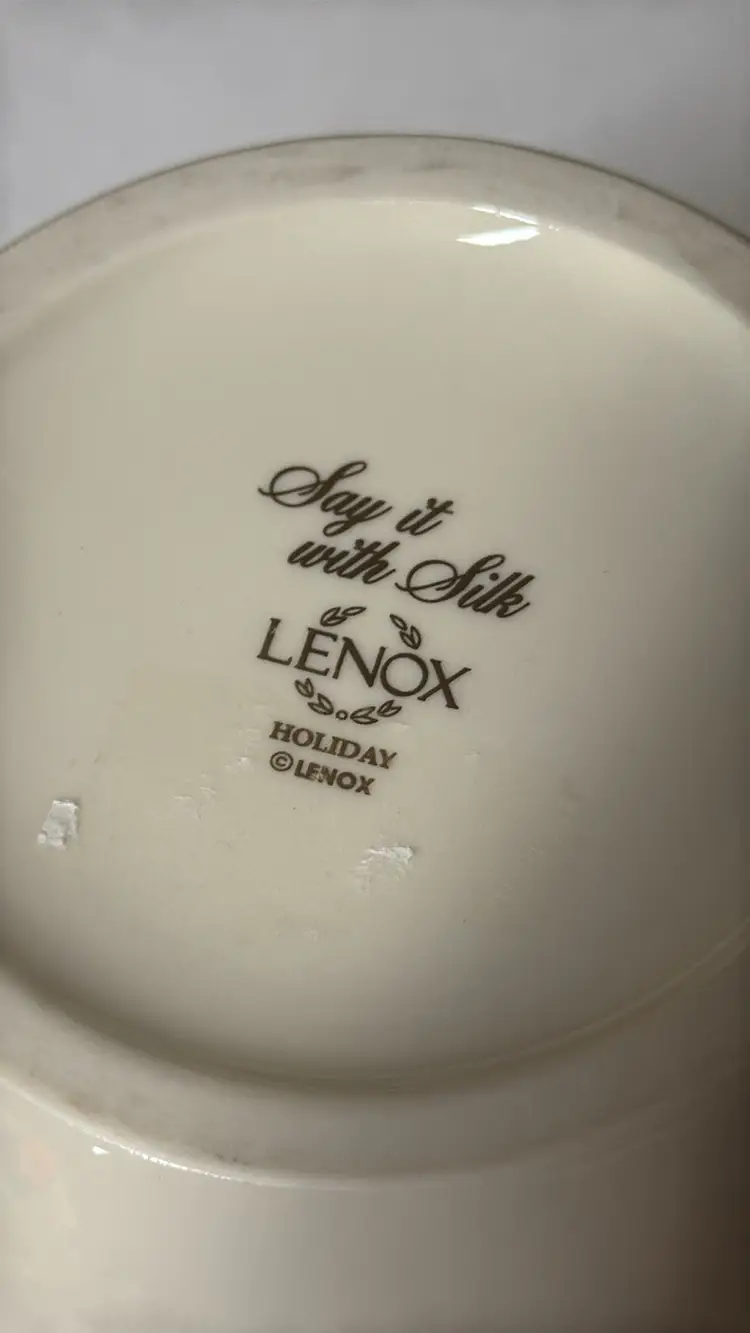 Say it
with Silk
LENOX
HOLIDAY
©LENOX